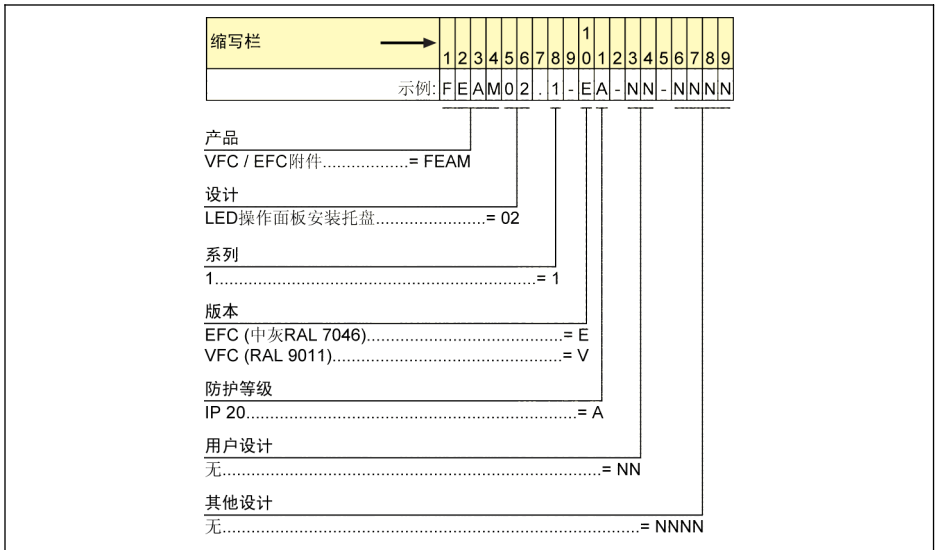 缩写栏
1
1 2 3 4 5 6 7 8 9 0 1 2 3 4 5 6 7 8 9
示例: F E A M 0 2 . 1 - E A - N N - N N N N
产品
VFC / EFC附件..................= FEAM
设计
LED操作面板安装托盘.......................= 02
系列
1...................................................................= 1
版本
EFC (中灰RAL 7046).........................................= E
VFC (RAL 9011)................................................= V
防护等级
IP 20.....................................................................= A
用户设计
无...............................................................................= NN
其他设计
无.......................................................................................= NNNN